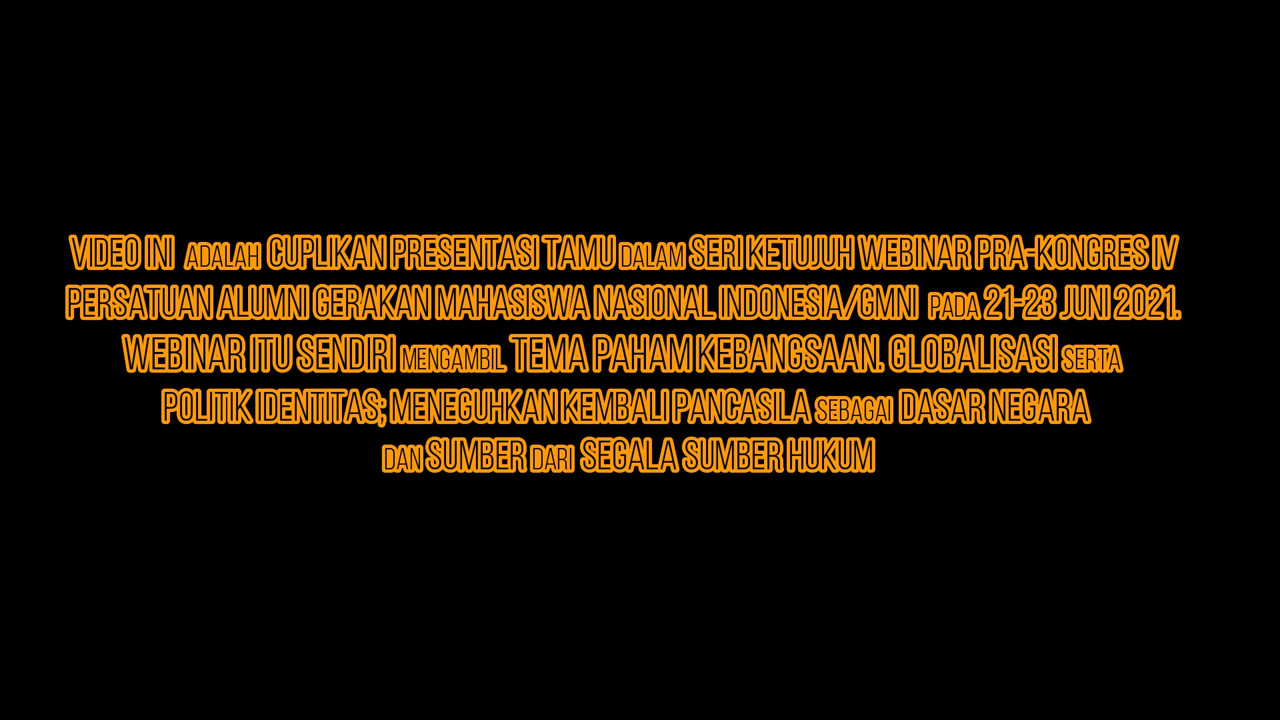 VIDEO INI ADALAH CUPLIKAN PRESENTASI TAMU DALAM SERI KETUJUH WEBINAR PRA-KONGRES IV
PERSATUAN ALUMNI GERAKAN MAHASISWA NASIONAL INDONESIA/GMNI PADA 21-23 JUNI 2021.
WEBINAR ITU SENDIRI MENGAMBIL TEMA PAHAM KEBANGSAAN. GLOBALISASI SERTA
POLITIK IDENTITAS; MENEGUHKAN KEMBALI PANCASILA SEBAGAI DASAR NEGARA
DAN SUMBER DARI SEGALA SUMBER HUKUM